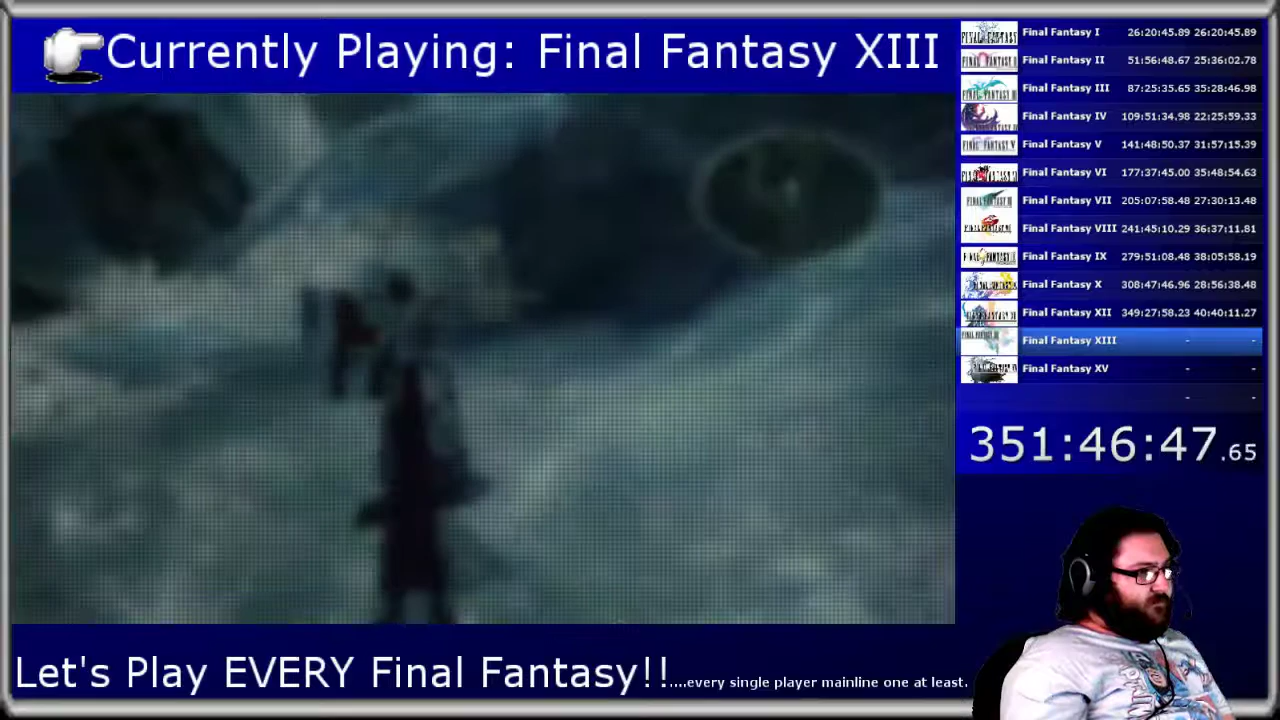 Currently Playing: Final Fantasy XIII
Final Fantasy I 26:20:45.89 26:20:45.89
Final Fantasy II 51:56:48.67 25:36:02.78
Final Fantasy III 87:25:35.65 35:28:46.98
Final Fantasy IV 109:51:34.98 22:25:59.33
Final Fantasy V 141:48:50.37 31:57:15.39
Final Fantasy VI 177:37:45.00 35:48:54.63
Final Fantasy VII 205:07:58.48 27:30:13.48
Final Fantasy VIII 241:45:10.29 36:37:11.81
Final Fantasy IX 279:51:08.48 38:05:58.19
Final Fantasy X 308:47:46.96 28:56:38.48
Final Fantasy XII 349:27:58.23 40:40:11.27
Final Fantasy XIII - -
Final Fantasy XV - -
- -
351:46:47.65
Let's Play EVERY Final Fantasy!!....every single player mainline one at least.